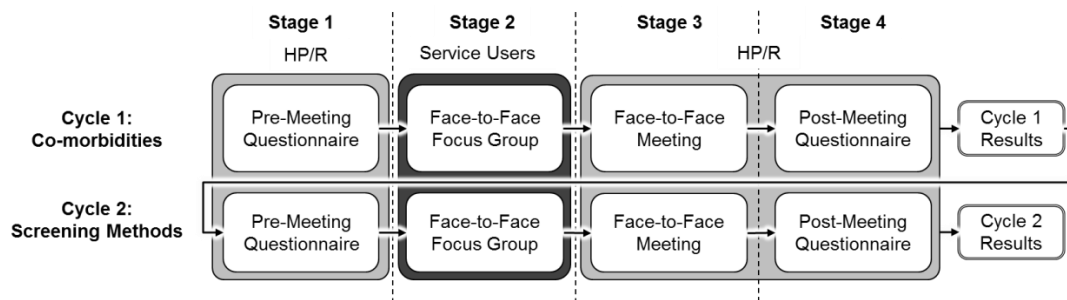 Stage 1
Stage 2
Stage 3
Stage 4
HP/R
Service Users
HP/R
Cycle 1:
Co-morbidities
Pre-Meeting
Questionnaire
Face-to-Face
Focus Group
Face-to-Face
Meeting
Post-Meeting
Questionnaire
Cycle 1
Results
Cycle 2:
Screening Methods
Pre-Meeting
Questionnaire
Face-to-Face
Focus Group
Face-to-Face
Meeting
Post-Meeting
Questionnaire
Cycle 2
Results